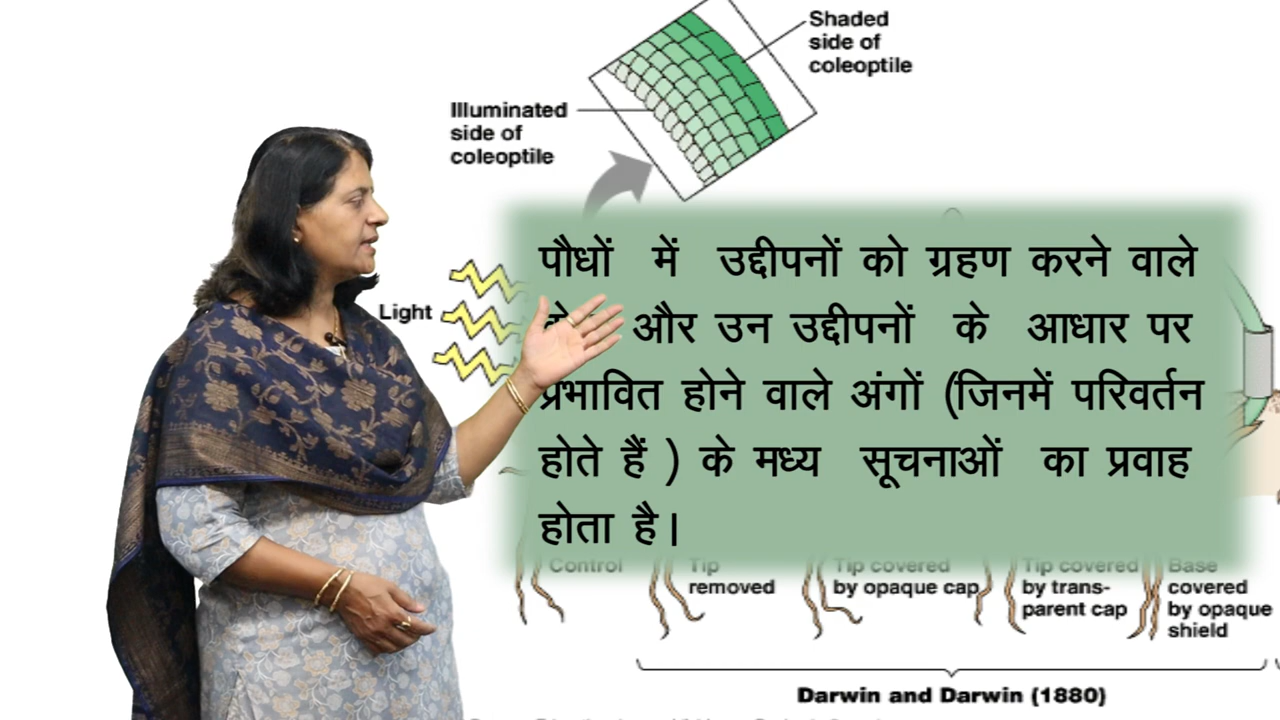 Shaded
side of
coleoptile
Illuminated
side of
coleoptile
Light
पौधों में उद्दीपनों को ग्रहण करने वाले
और उन उद्दीपनों के आधार पर
प्रभावित होने वाले अंगों (जिनमें परिवर्तन
होते हैं ) के मध्य सूचनाओं का प्रवाह
होता है।
Control
Tip
removed
Tip covered
by opaque cap
Tip covered
by trans-
parent cap
Base
covered
by opaque
shield
Darwin and Darwin (1880)